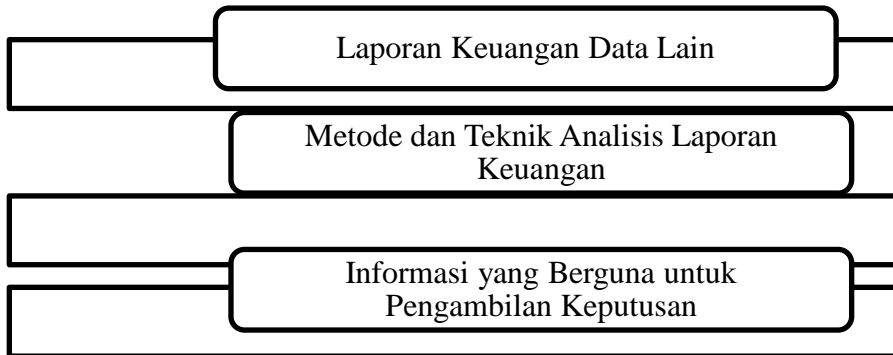 Laporan Keuangan Data Lain
Metode dan Teknik Analisis Laporan
Keuangan
Informasi yang Berguna untuk
Pengambilan Keputusan